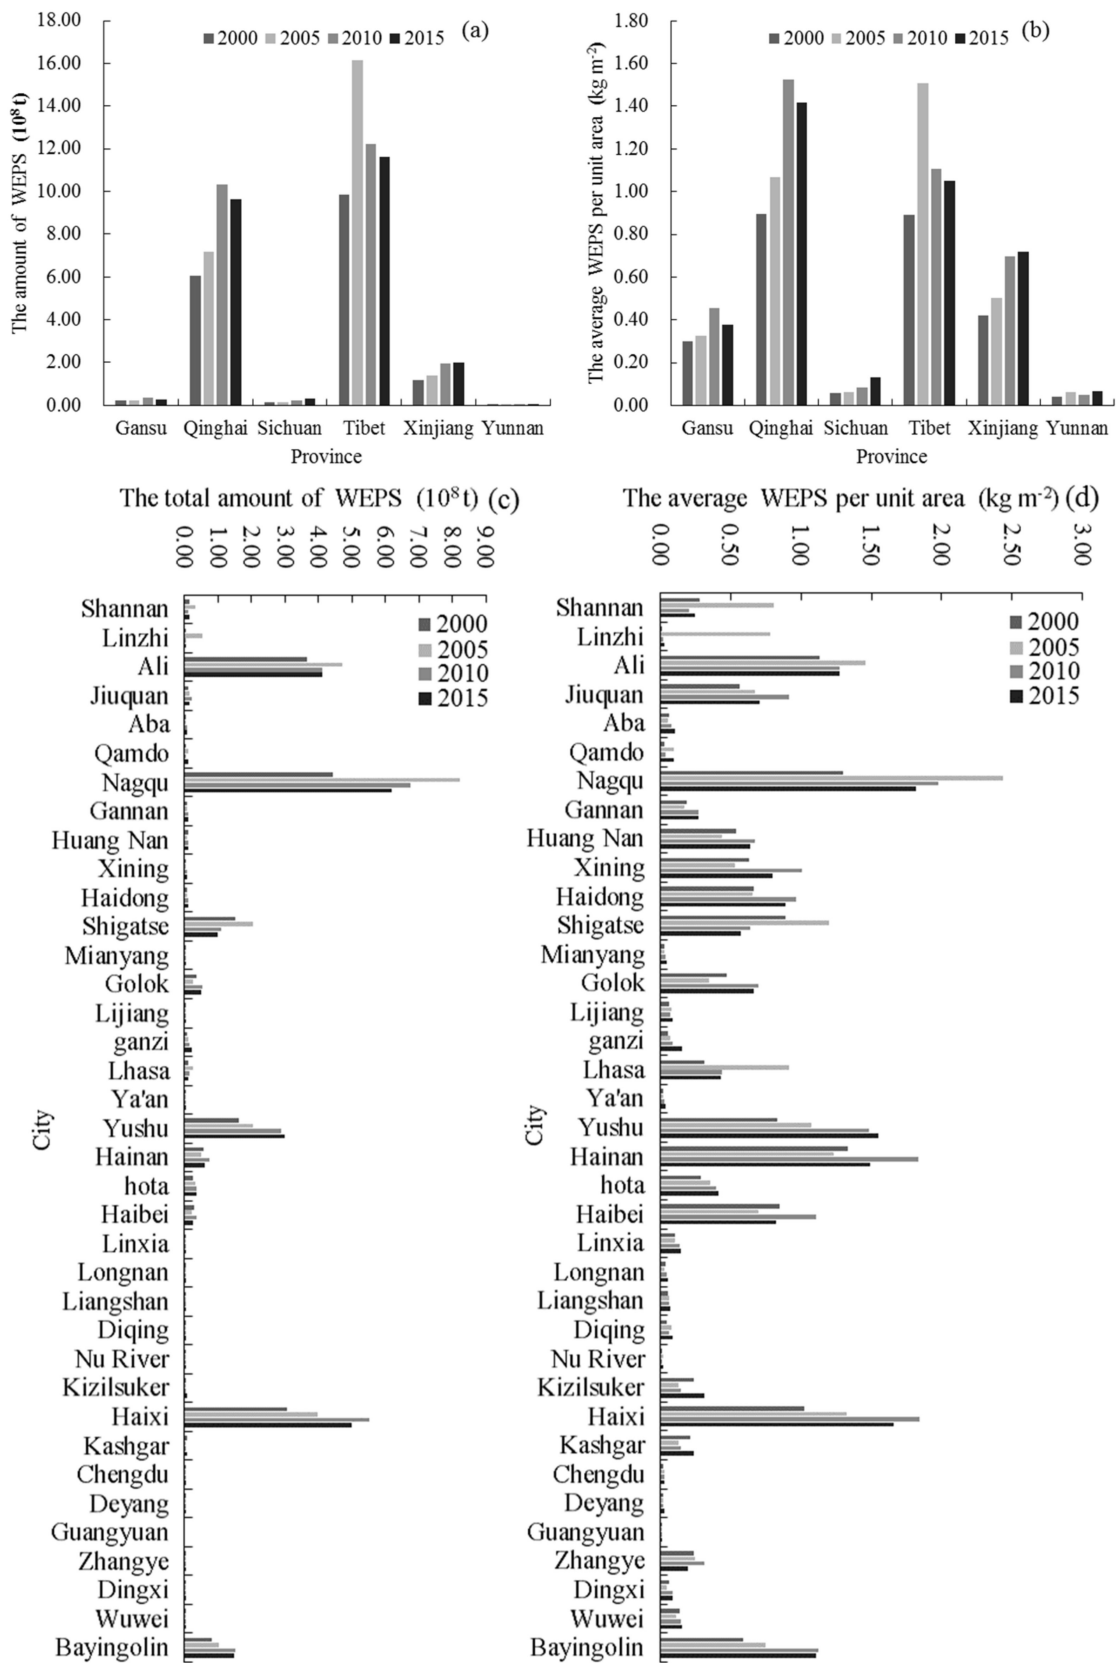 18.00
16.00
14.00
12.00
10.00
8.00
6.00
4.00
2.00
0.00
The amount of WEPS (10⁸ t)
2000 2005 2010 2015 (a)
Gansu Qinghai Sichuan Tibet Xinjiang Yunnan
Province
1.80
1.60
1.40
1.20
1.00
0.80
0.60
0.40
0.20
0.00
The average WEPS per unit area (kg m⁻²)
2000 2005 2010 2015 (b)
Gansu Qinghai Sichuan Tibet Xinjiang Yunnan
Province
The total amount of WEPS (10⁸ t) (c)
0.00 1.00 2.00 3.00 4.00 5.00 6.00 7.00 8.00 9.00
2000
2005
2010
2015
City
Shannan
Linzhi
Ali
Jiuquan
Aba
Qamdo
Nagqu
Gannan
Huang Nan
Xining
Haidong
Shigatse
Mianyang
Golok
Lijiang
ganzi
Lhasa
Ya'an
Yushu
Hainan
hota
Haibei
Linxia
Longnan
Liangshan
Diqing
Nu River
Kizilsuker
Haixi
Kashgar
Chengdu
Deyang
Guangyuan
Zhangye
Dingxi
Wuwei
Bayingolin
The average WEPS per unit area (kg m⁻²) (d)
0.00 0.50 1.00 1.50 2.00 2.50 3.00
2000
2005
2010
2015
City
Shannan
Linzhi
Ali
Jiuquan
Aba
Qamdo
Nagqu
Gannan
Huang Nan
Xining
Haidong
Shigatse
Mianyang
Golok
Lijiang
ganzi
Lhasa
Ya'an
Yushu
Hainan
hota
Haibei
Linxia
Longnan
Liangshan
Diqing
Nu River
Kizilsuker
Haixi
Kashgar
Chengdu
Deyang
Guangyuan
Zhangye
Dingxi
Wuwei
Bayingolin